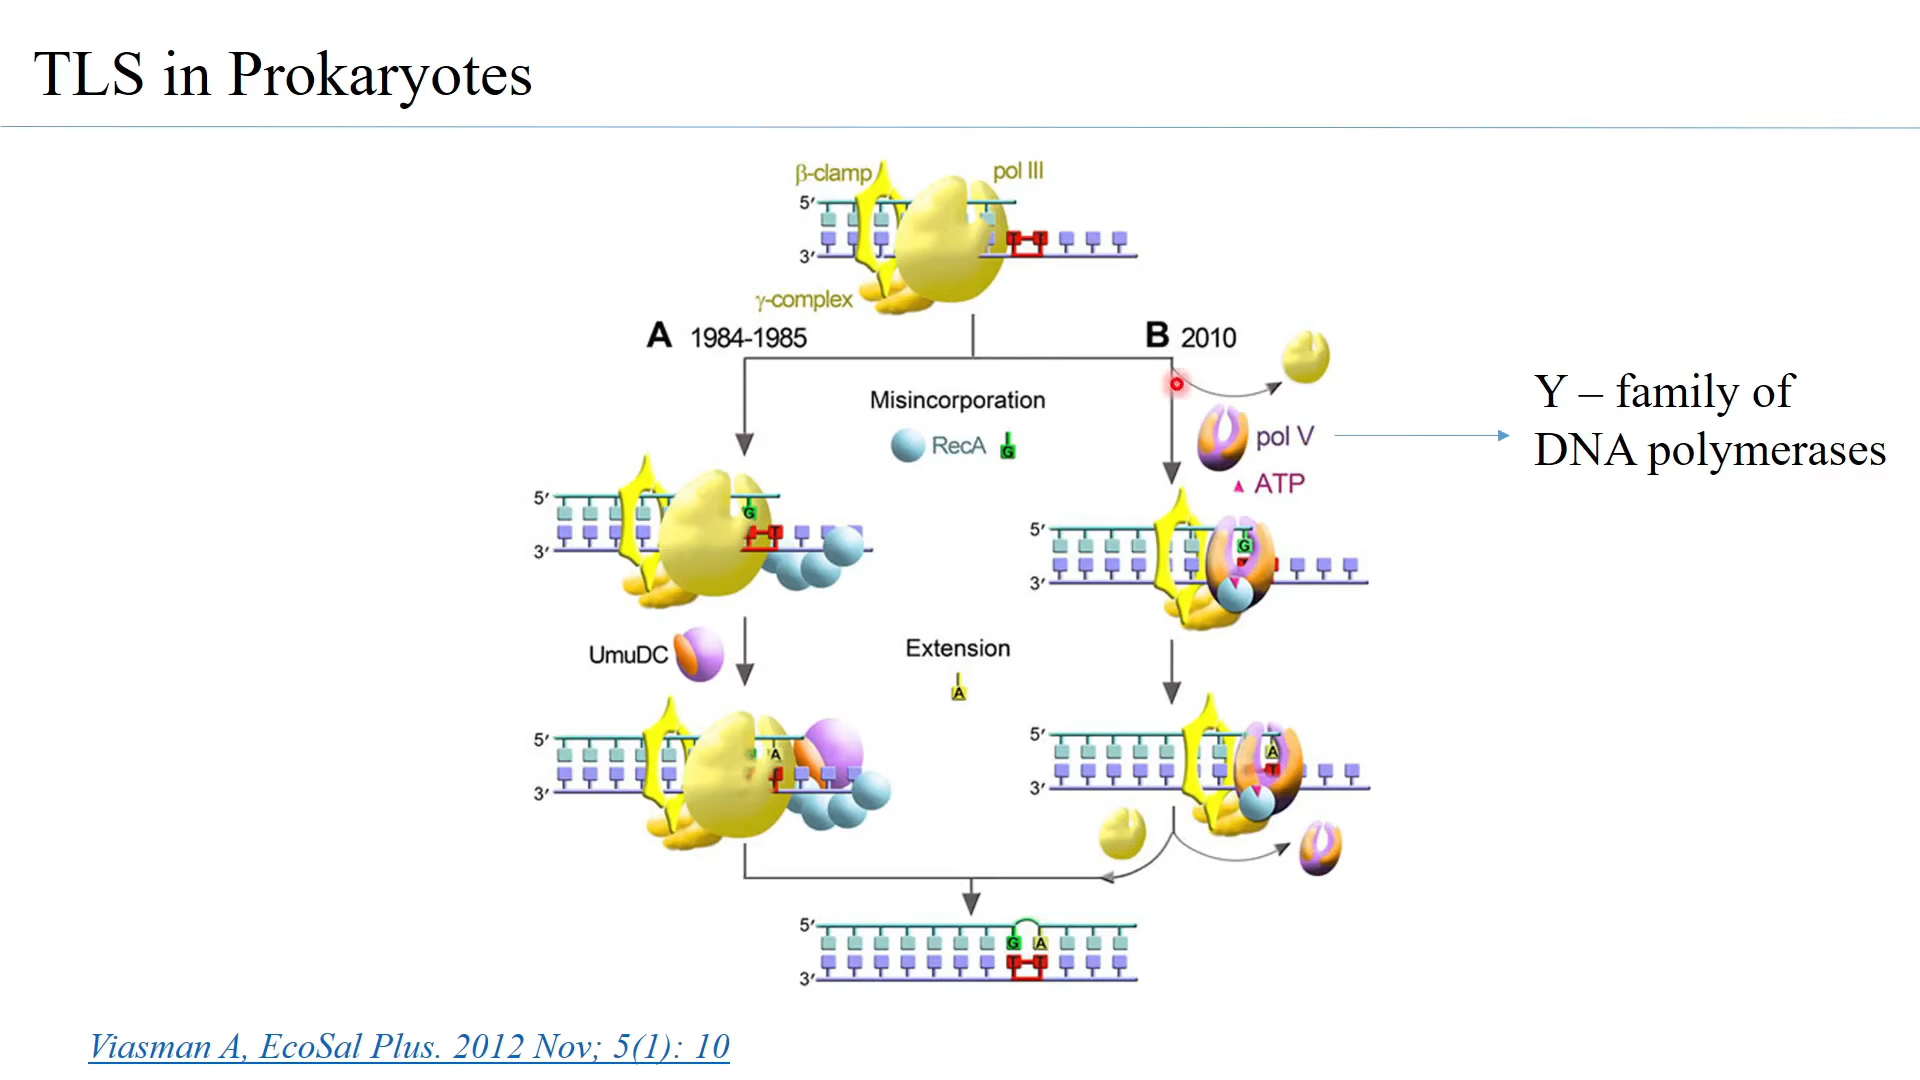 TLS in Prokaryotes
β-clamp
pol III
5′
3′
γ-complex
A 1984-1985
B 2010
Misincorporation
RecA G
pol V
ATP
Y – family of
DNA polymerases
5′
G
T
3′
5′
G
3′
UmuDC
Extension
A
5′
A
T
3′
5′
A
T
3′
5′
G A
T T
3′
Viasman A, EcoSal Plus. 2012 Nov; 5(1): 10